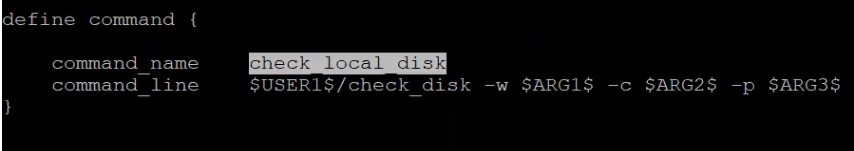 define command {
    command_name    check_local_disk
    command_line    $USER1$/check_disk -w $ARG1$ -c $ARG2$ -p $ARG3$
}